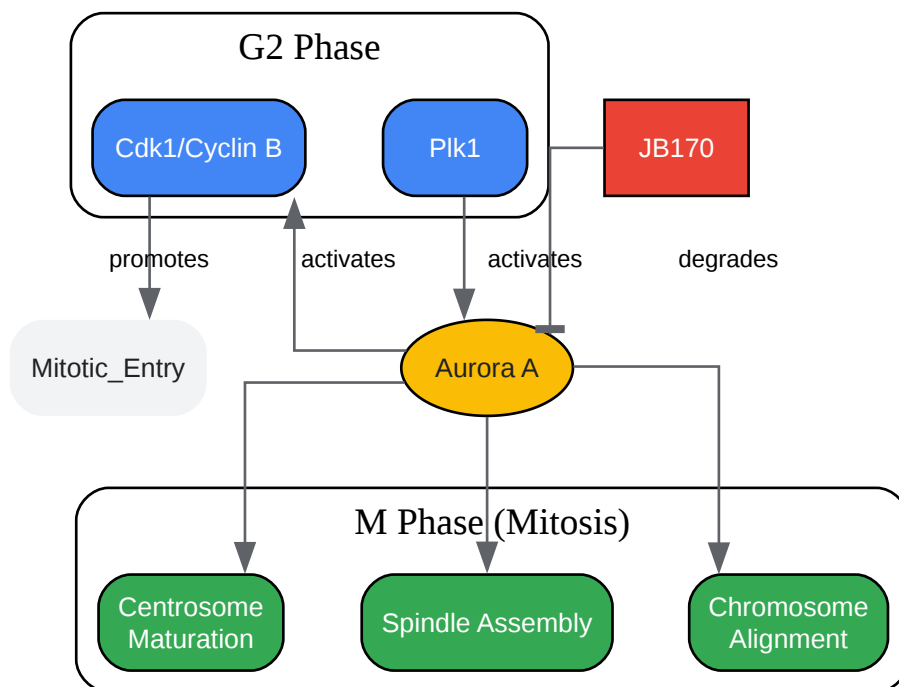 G2 Phase
Cdk1/Cyclin B
Plk1
JB170
promotes
activates
activates
degrades
Mitotic_Entry
Aurora A
M Phase (Mitosis)
Centrosome
Maturation
Spindle Assembly
Chromosome
Alignment